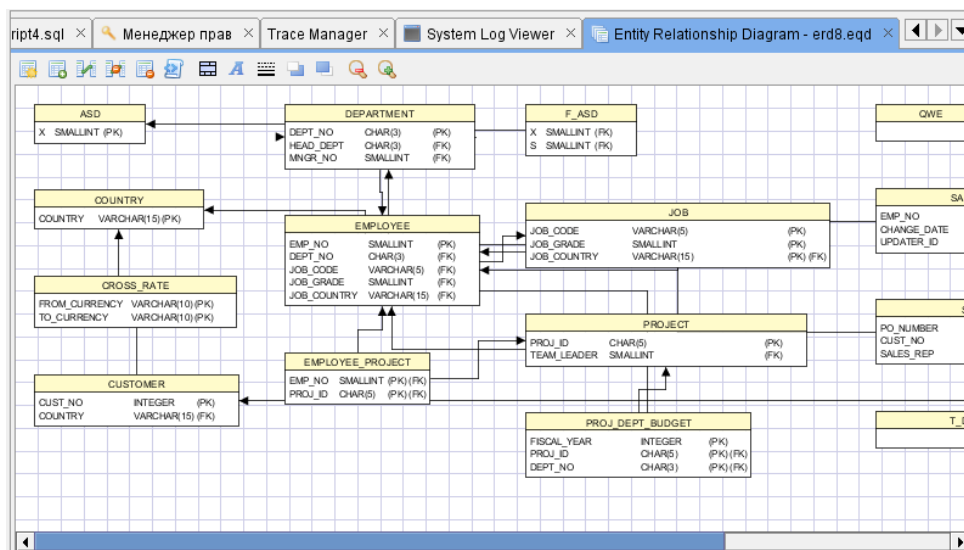 ript4.sql
Менеджер прав
Trace Manager
System Log Viewer
Entity Relationship Diagram - erd8.eqd
ASD
X SMALLINT (PK)
DEPARTMENT
DEPT_NO CHAR(3) (PK)
HEAD_DEPT CHAR(3) (FK)
MNGR_NO SMALLINT (FK)
F_ASD
X SMALLINT (FK)
S SMALLINT (FK)
QWE
COUNTRY
COUNTRY VARCHAR(15) (PK)
EMPLOYEE
EMP_NO SMALLINT (PK)
DEPT_NO CHAR(3) (FK)
JOB_CODE VARCHAR(5) (FK)
JOB_GRADE SMALLINT (FK)
JOB_COUNTRY VARCHAR(15) (FK)
JOB
JOB_CODE VARCHAR(5) (PK)
JOB_GRADE SMALLINT (PK)
JOB_COUNTRY VARCHAR(15) (PK) (FK)
SA
EMP_NO
CHANGE_DATE
UPDATER_ID
CROSS_RATE
FROM_CURRENCY VARCHAR(10) (PK)
TO_CURRENCY VARCHAR(10) (PK)
PROJECT
PROJ_ID CHAR(5) (PK)
TEAM_LEADER SMALLINT (FK)
S
PO_NUMBER
CUST_NO
SALES_REP
CUSTOMER
CUST_NO INTEGER (PK)
COUNTRY VARCHAR(15) (FK)
EMPLOYEE_PROJECT
EMP_NO SMALLINT (PK) (FK)
PROJ_ID CHAR(5) (PK) (FK)
PROJ_DEPT_BUDGET
FISCAL_YEAR INTEGER (PK)
PROJ_ID CHAR(5) (PK) (FK)
DEPT_NO CHAR(3) (PK) (FK)